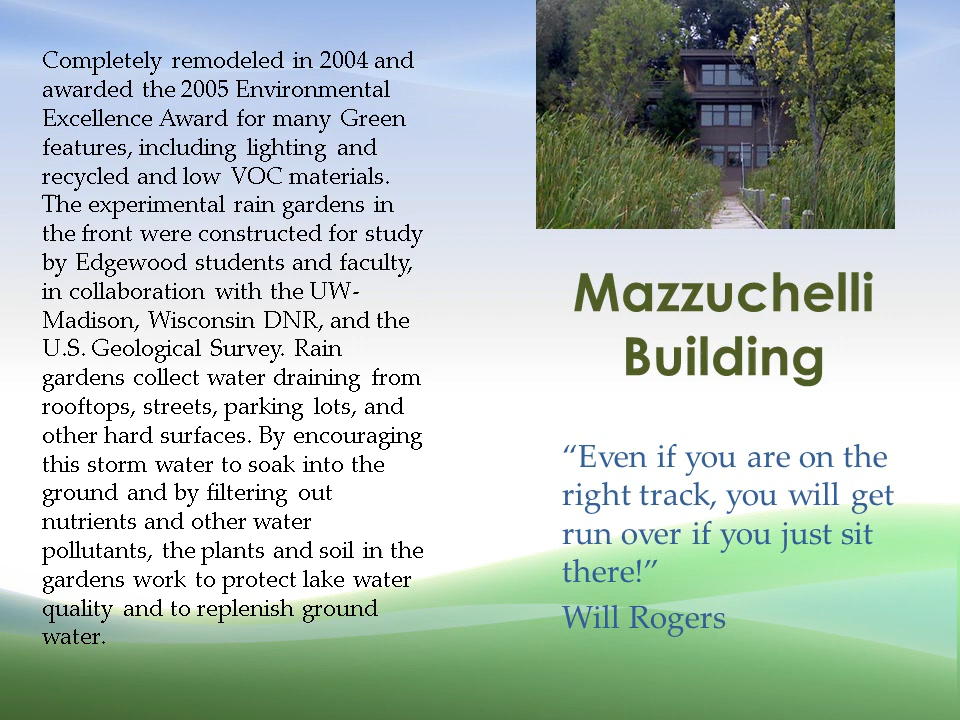 Completely remodeled in 2004 and
awarded the 2005 Environmental
Excellence Award for many Green
features, including lighting and
recycled and low VOC materials.
The experimental rain gardens in
the front were constructed for study
by Edgewood students and faculty,
in collaboration with the UW-
Madison, Wisconsin DNR, and the
U.S. Geological Survey. Rain
gardens collect water draining from
rooftops, streets, parking lots, and
other hard surfaces. By encouraging
this storm water to soak into the
ground and by filtering out
nutrients and other water
pollutants, the plants and soil in the
gardens work to protect lake water
quality and to replenish ground
water.
Mazzuchelli
Building
“Even if you are on the
right track, you will get
run over if you just sit
there!”
Will Rogers